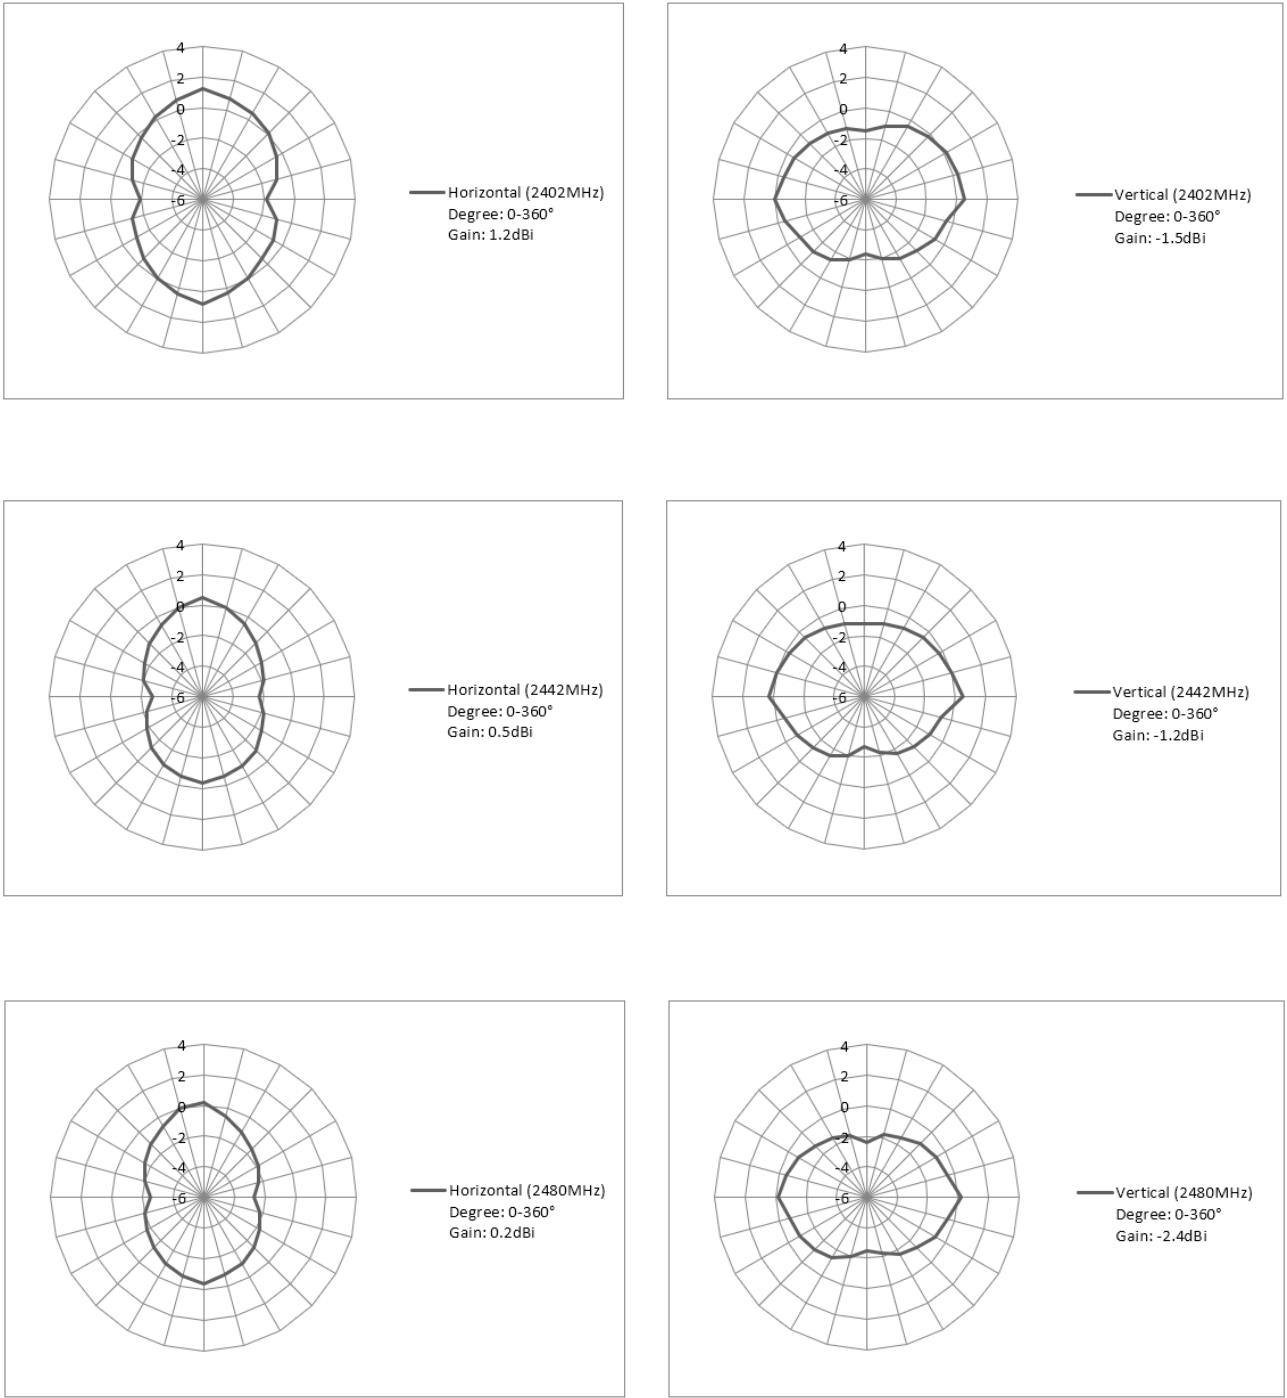 4
2
0
-2
-4
-6
Horizontal (2402MHz)
Degree: 0-360°
Gain: 1.2dBi
4
2
0
-2
-4
-6
Vertical (2402MHz)
Degree: 0-360°
Gain: -1.5dBi
4
2
0
-2
-4
-6
Horizontal (2442MHz)
Degree: 0-360°
Gain: 0.5dBi
4
2
0
-2
-4
-6
Vertical (2442MHz)
Degree: 0-360°
Gain: -1.2dBi
4
2
0
-2
-4
-6
Horizontal (2480MHz)
Degree: 0-360°
Gain: 0.2dBi
4
2
0
-2
-4
-6
Vertical (2480MHz)
Degree: 0-360°
Gain: -2.4dBi